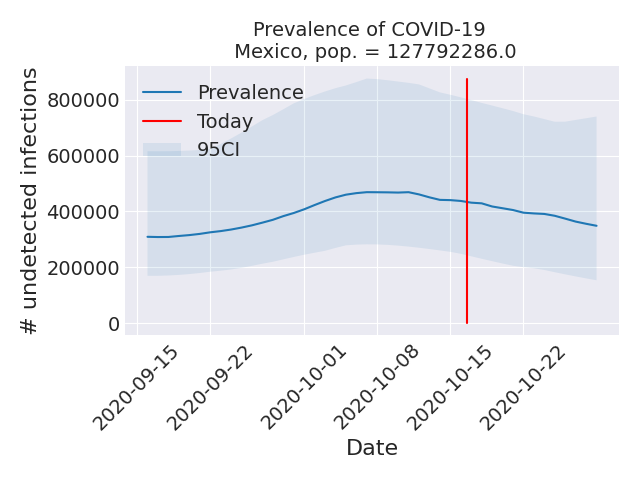 Prevalence of COVID-19
Mexico, pop. = 127792286.0
# undetected infections
800000
600000
400000
200000
0
Prevalence
Today
95CI
2020-09-15
2020-09-22
2020-10-01
2020-10-08
2020-10-15
2020-10-22
Date